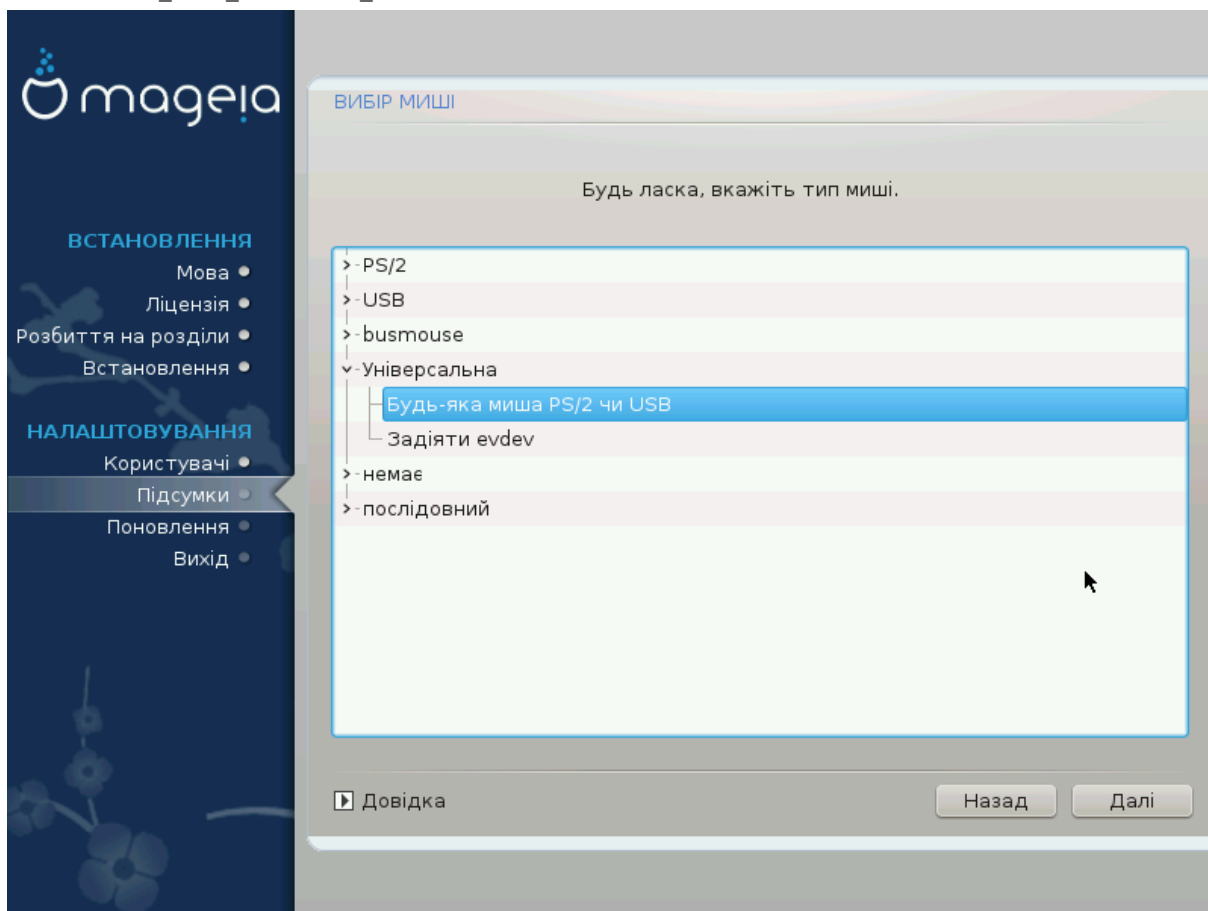 mageia
ВСТАНОВЛЕННЯ
Мова
Ліцензія
Розбиття на розділи
Встановлення
НАЛАШТОВУВАННЯ
Користувачі
Підсумки
Поновлення
Вихід
ВИБІР МИШІ
Будь ласка, вкажіть тип миші.
PS/2
USB
busmouse
Універсальна
Будь-яка миша PS/2 чи USB
Задіяти evdev
немає
послідовний
Довідка
Назад
Далі